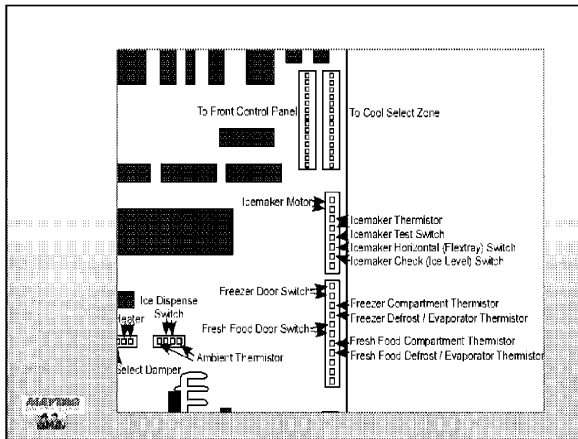 To Front Control Panel
To Cool Select Zone
Icemaker Motor
Icemaker Thermistor
Icemaker Test Switch
Icemaker Horizontal (Flextray) Switch
Icemaker Check (Ice Level) Switch
Freezer Door Switch
Ice Dispense
Switch
Heater
Freezer Compartment Thermistor
Freezer Defrost / Evaporator Thermistor
Fresh Food Door Switch
Fresh Food Compartment Thermistor
Ambient Thermistor
Fresh Food Defrost / Evaporator Thermistor
Select Damper
MAYTAG